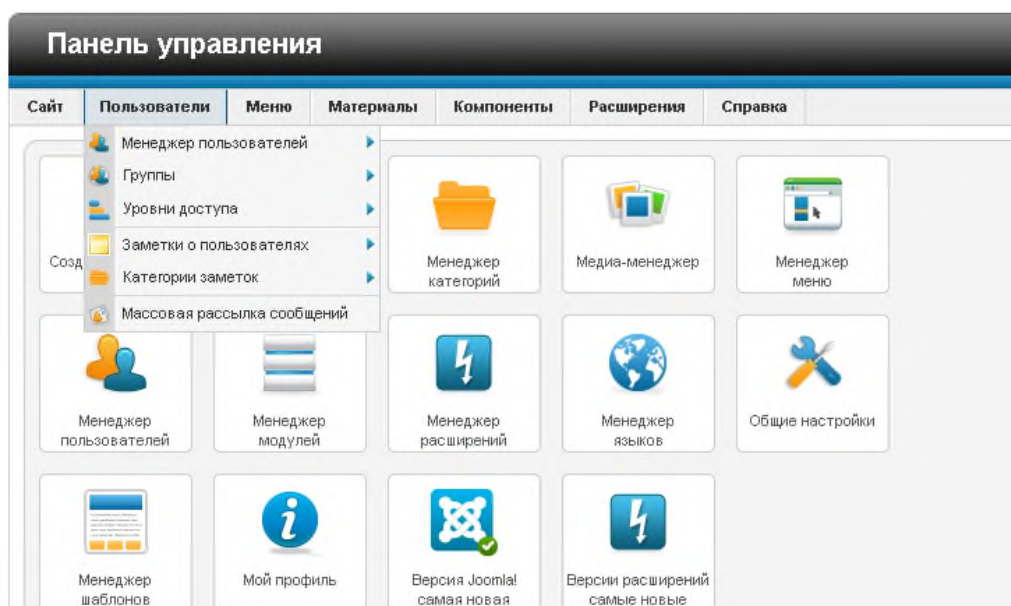 Панель управления
Сайт Пользователи Меню Материалы Компоненты Расширения Справка
Менеджер пользователей
Группы
Уровни доступа
Заметки о пользователях
Категории заметок
Массовая рассылка сообщений
Менеджер
категорий
Медиа-менеджер
Менеджер
меню
Менеджер
пользователей
Менеджер
модулей
Менеджер
расширений
Менеджер
языков
Общие настройки
Менеджер
шаблонов
Мой профиль
Версия Joomla!
самая новая
Версии расширений
самые новые